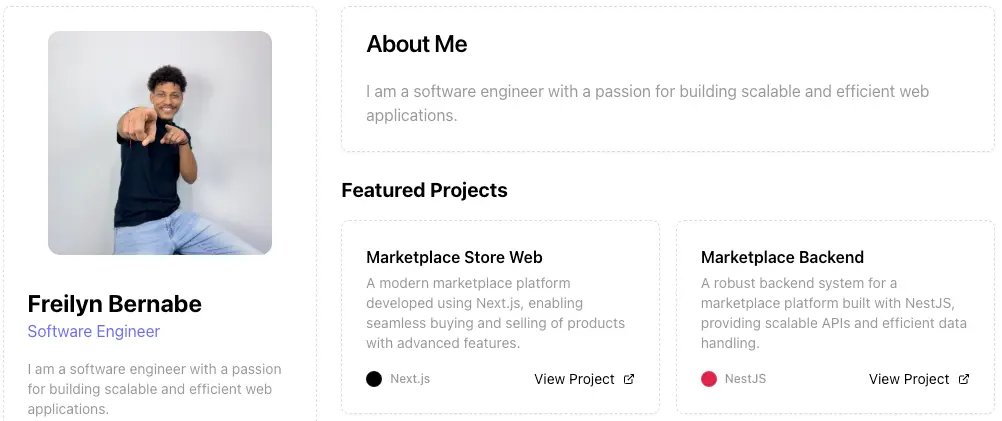 Freilyn Bernabe
Software Engineer
I am a software engineer with a passion
for building scalable and efficient web
applications.
About Me
I am a software engineer with a passion for building scalable and efficient web
applications.
Featured Projects
Marketplace Store Web
A modern marketplace platform
developed using Next.js, enabling
seamless buying and selling of products
with advanced features.
Next.js
View Project
Marketplace Backend
A robust backend system for a
marketplace platform built with NestJS,
providing scalable APIs and efficient data
handling.
NestJS
View Project